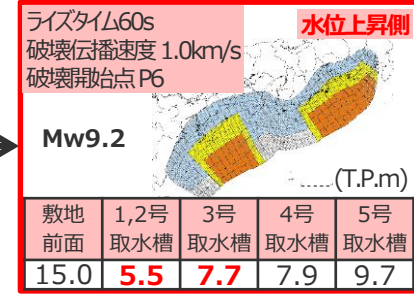 ライズタイム60s
水位上昇側
破壊伝播速度 1.0km/s
破壊開始点 P6
Mw9.2
(T.P.m)
敷地前面 1,2号取水槽 3号取水槽 4号取水槽 5号取水槽
15.0 5.5 7.7 7.9 9.7